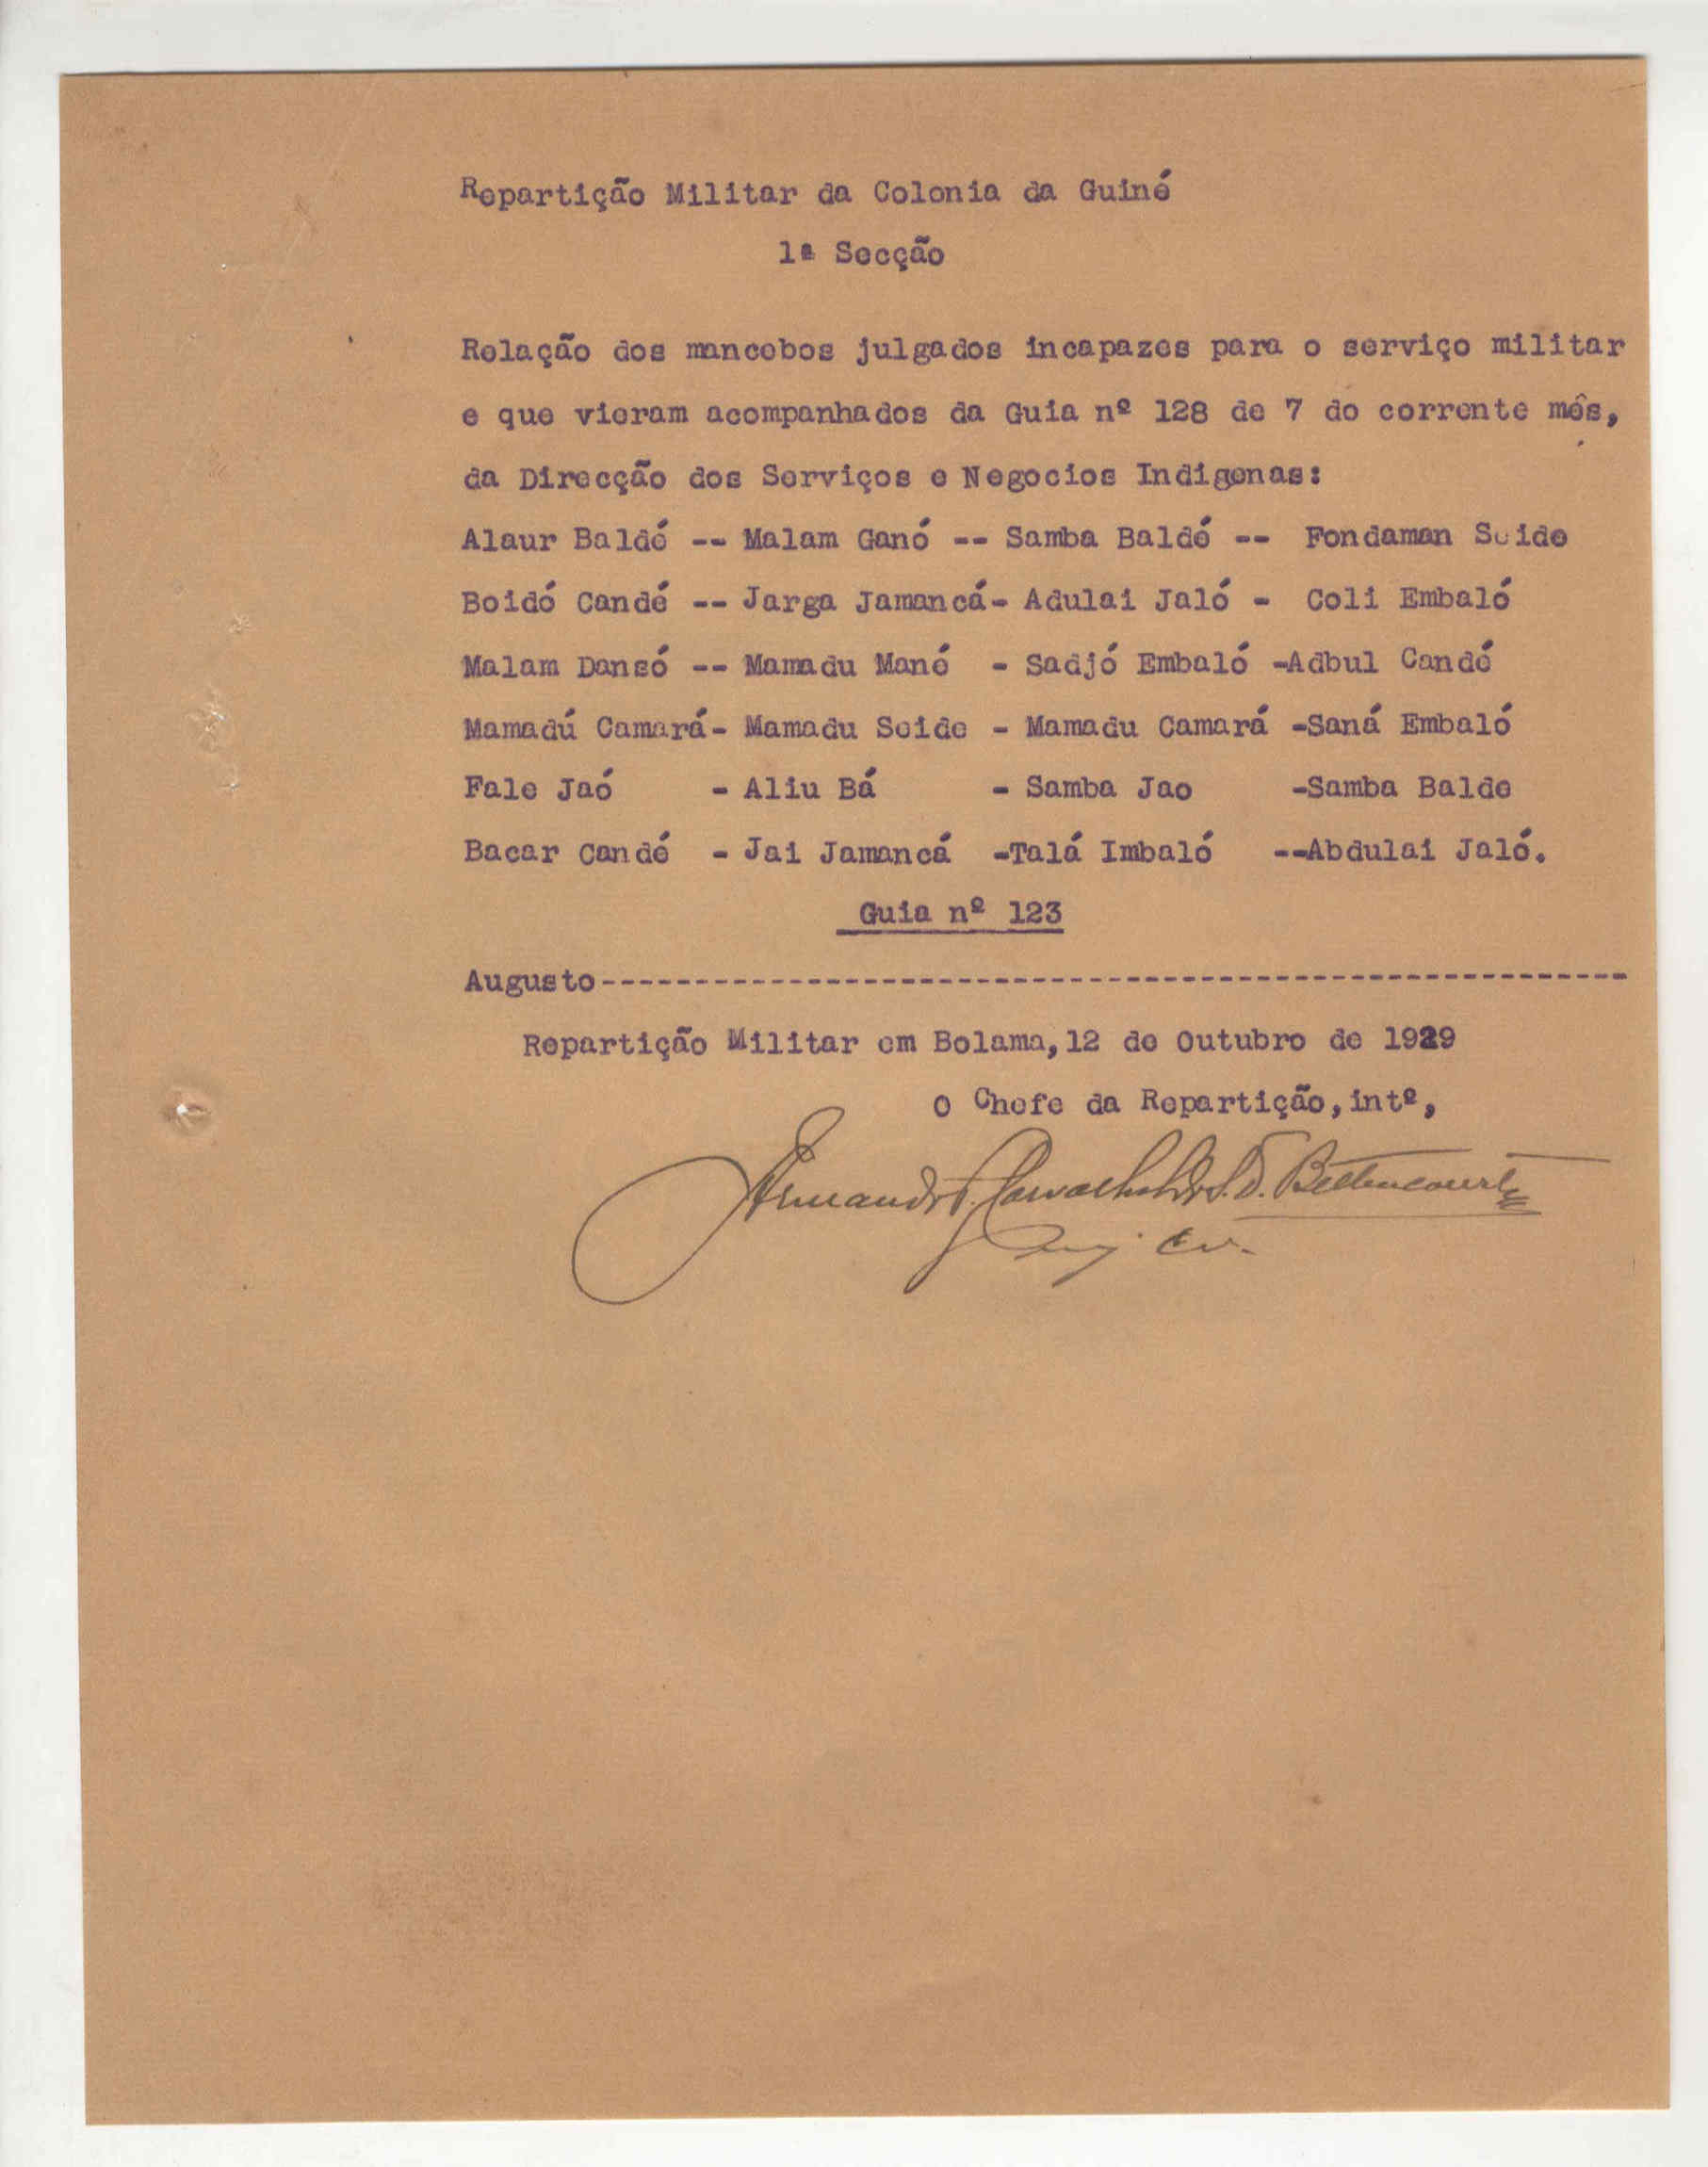 Repartição Militar da Colonia da Guiné
1ª Secção
Relação dos mancebos julgados incapazes para o serviço militar
e que vieram acompanhados da Guia nº 128 de 7 do corrente mês,
da Direcção dos Serviços e Negocios Indigenas:
Alaur Baldé -- Malam Ganó -- Samba Baldé -- Fondaman Seide
Boidó Candé -- Jarga Jamancá- Adulai Jaló - Coli Embaló
Malam Dansó -- Mamadu Mané - Sadjó Embaló -Adbul Candé
Mamadú Camará- Mamadu Seide - Mamadu Camará -Saná Embaló
Fale Jaó - Aliu Bá - Samba Jao -Samba Balde
Bacar Candé - Jai Jamancá -Talá Imbaló --Abdulai Jaló.
Guia nº 123
Augusto------------------------------------------------------------
Repartição Militar em Bolama, 12 de Outubro de 1929
O Chefe da Repartição, intº,
Bettencourt